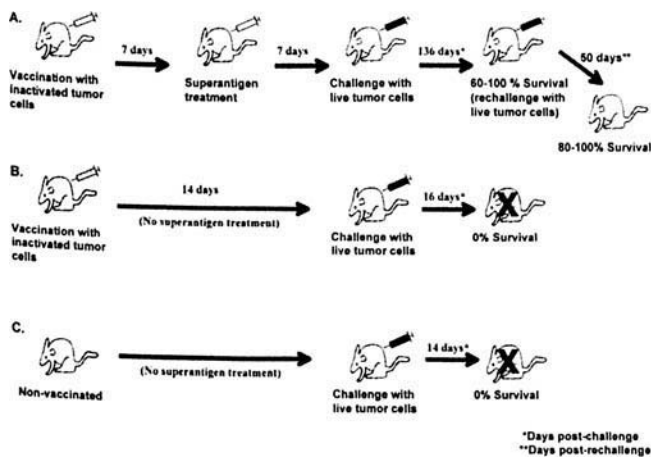 A.
7 days
7 days
136 days*
50 days**
Vaccination with
inactivated tumor
cells
Superantigen
treatment
Challenge with
live tumor cells
60-100 % Survival
(rechallenge with
live tumor cells)
80-100% Survival
B.
14 days
16 days*
(No superantigen treatment)
Vaccination with
inactivated tumor
cells
Challenge with
live tumor cells
0% Survival
X
C.
14 days*
(No superantigen treatment)
Non-vaccinated
Challenge with
live tumor cells
0% Survival
X
*Days post-challenge
**Days post-rechallenge